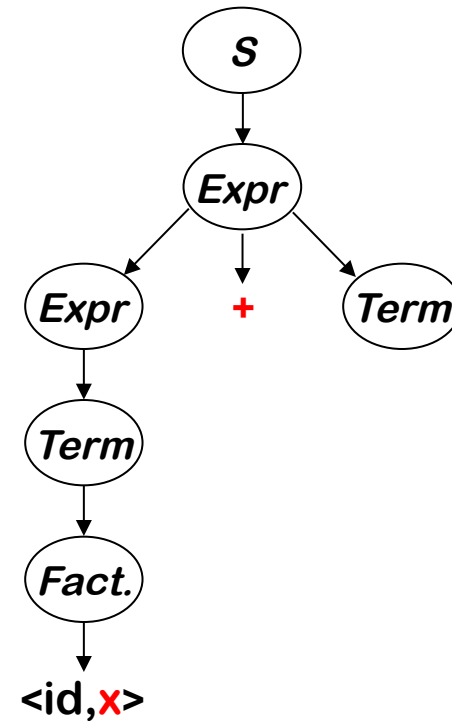 S
Expr
Expr + Term
Term
Fact.
<id,x>